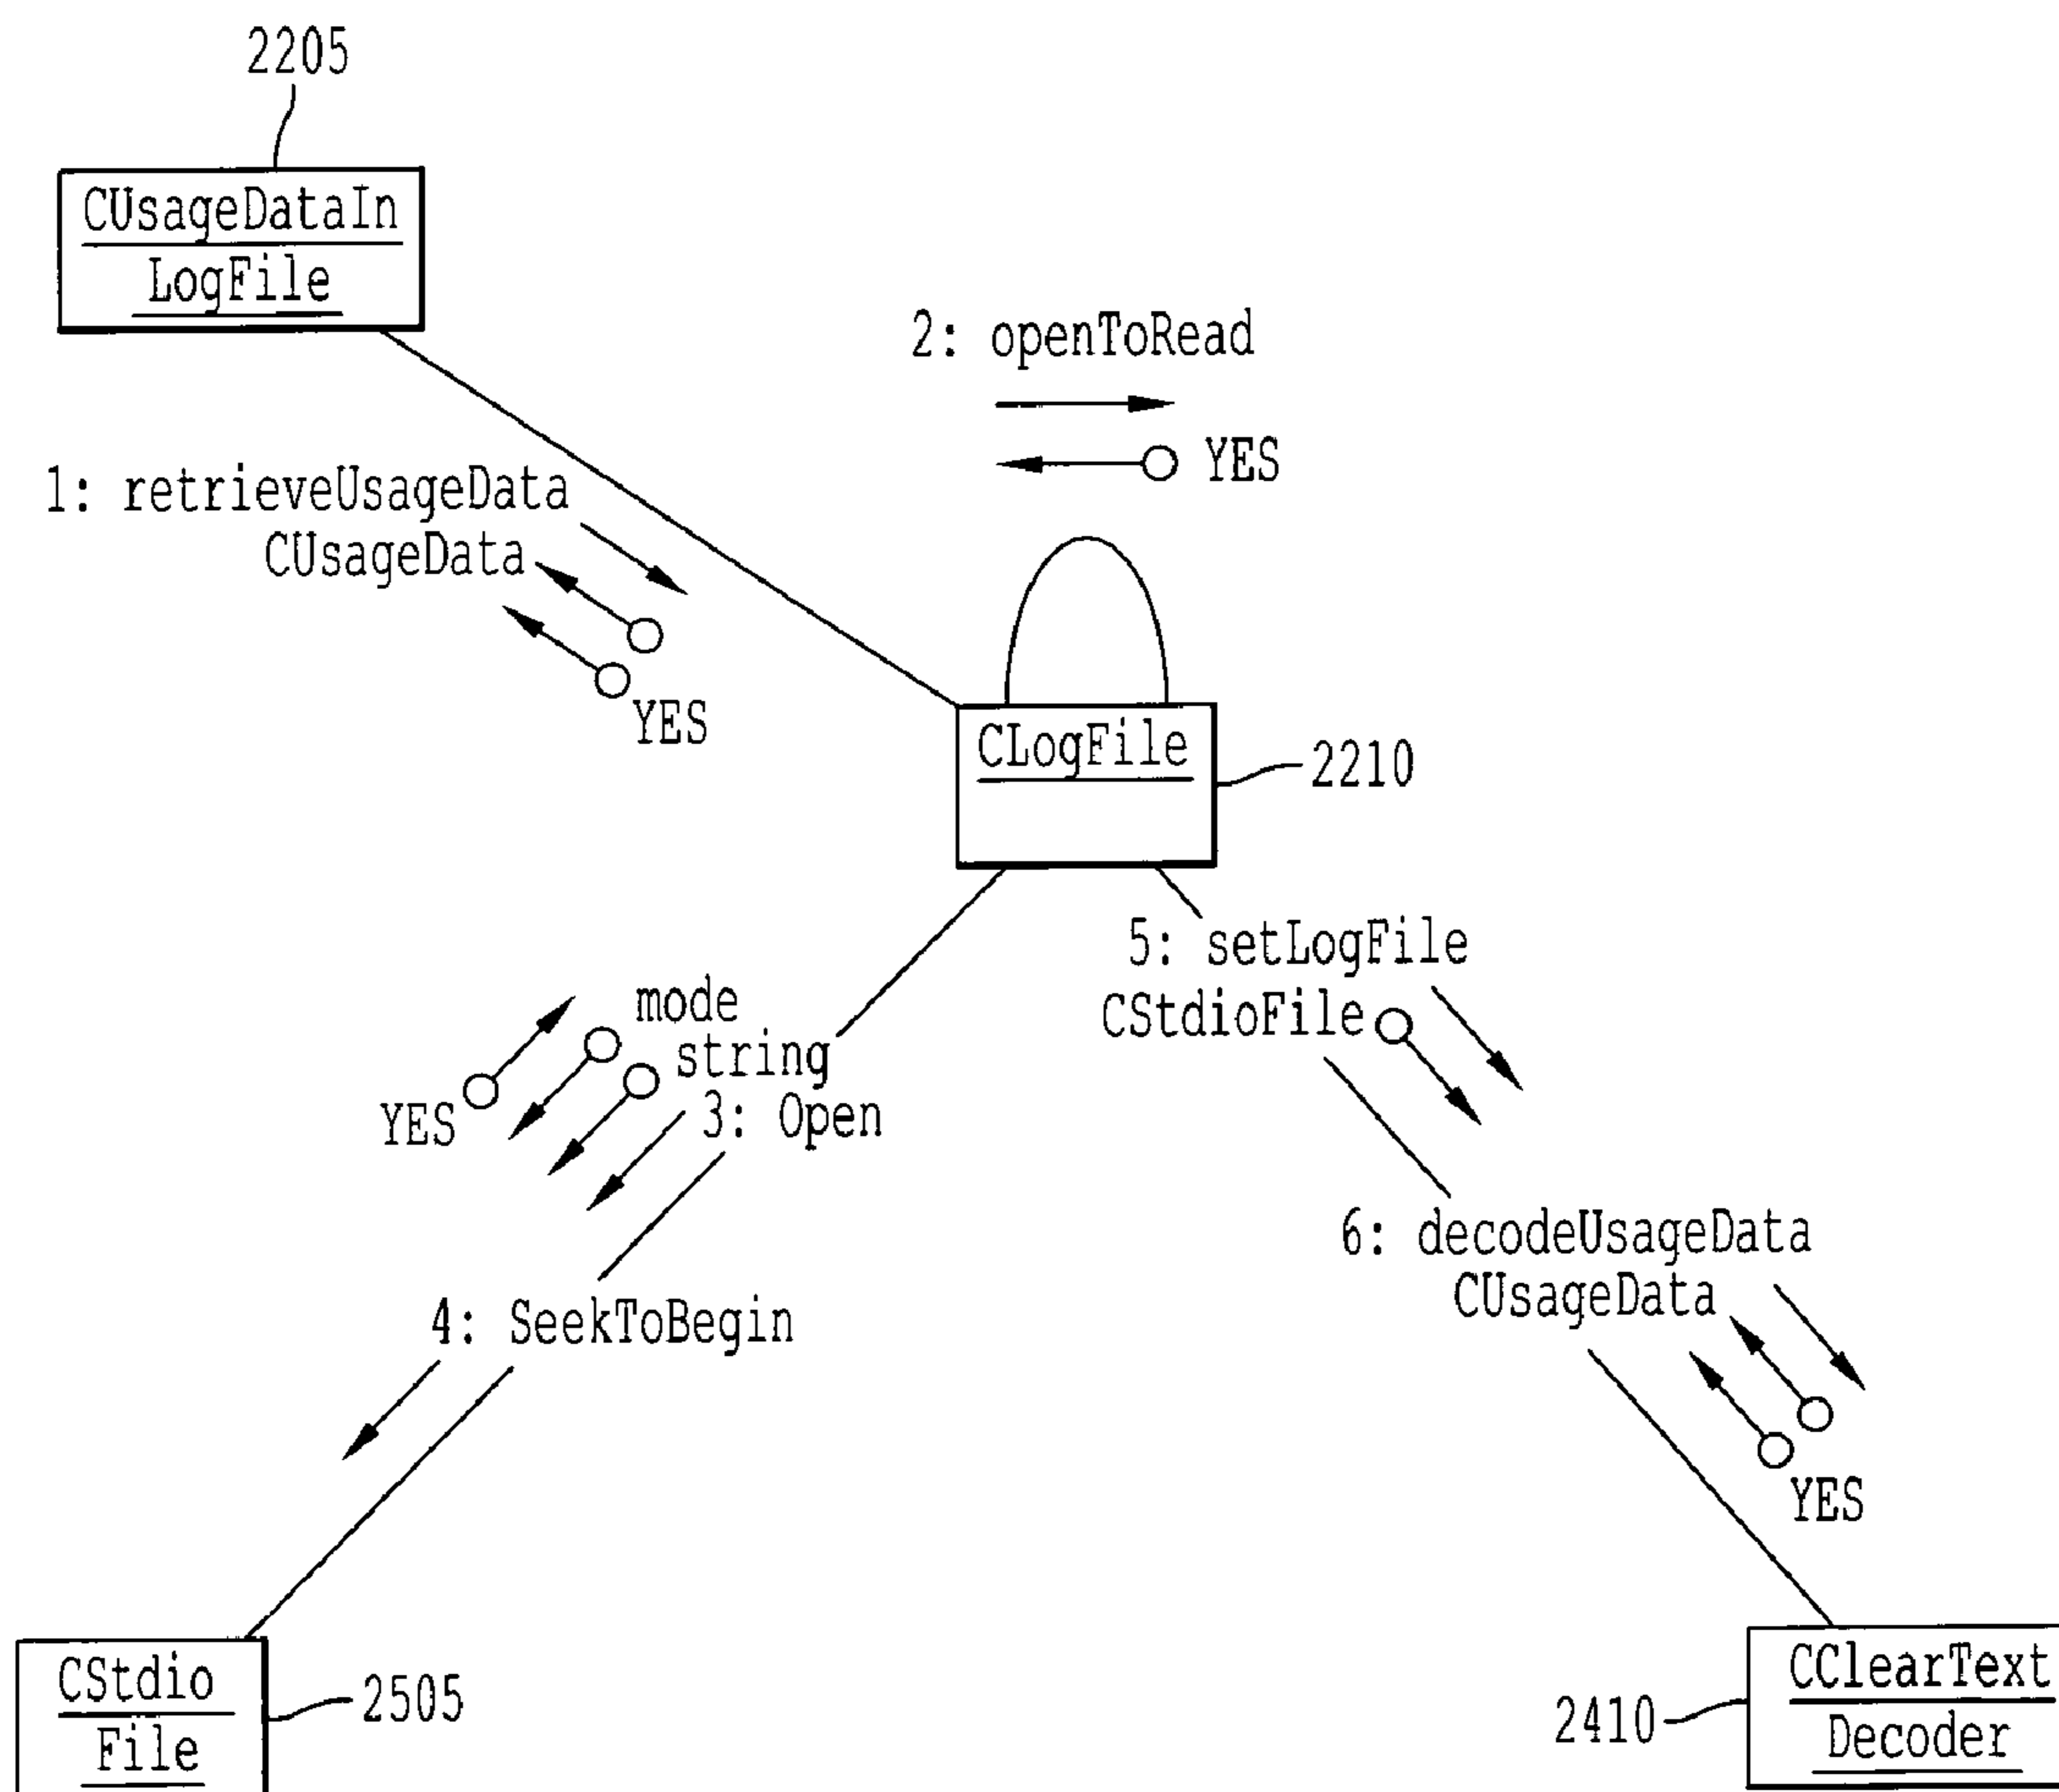 2205
CUsageDataIn
LogFile
2: openToRead
YES
1: retrieveUsageData
CUsageData
YES
CLogFile
2210
5: setLogFile
CStdioFile
mode
string
3: Open
YES
6: decodeUsageData
CUsageData
YES
4: SeekToBegin
CStdio
File
2505
CClearText
Decoder
2410